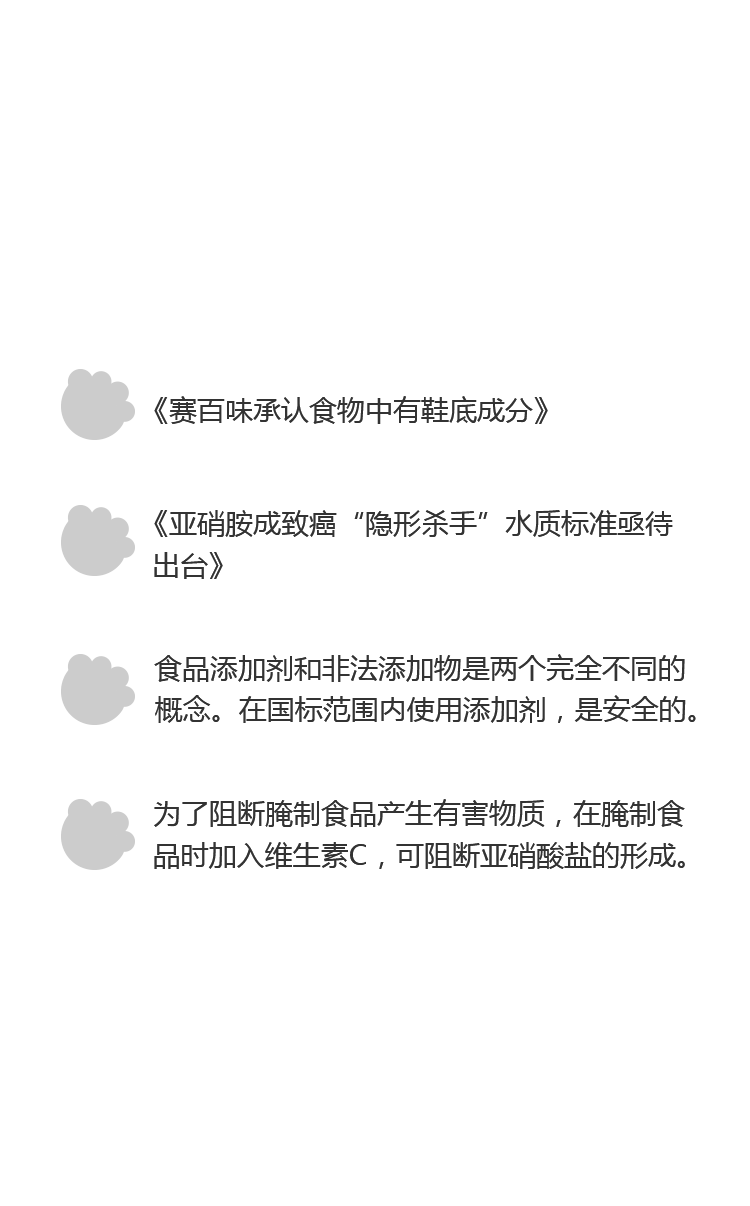 《赛百味承认食物中有鞋底成分》
《亚硝胺成致癌“隐形杀手”水质标准亟待
出台》
食品添加剂和非法添加物是两个完全不同的
概念。在国标范围内使用添加剂，是安全的。
为了阻断腌制食品产生有害物质，在腌制食
品时加入维生素C，可阻断亚硝酸盐的形成。